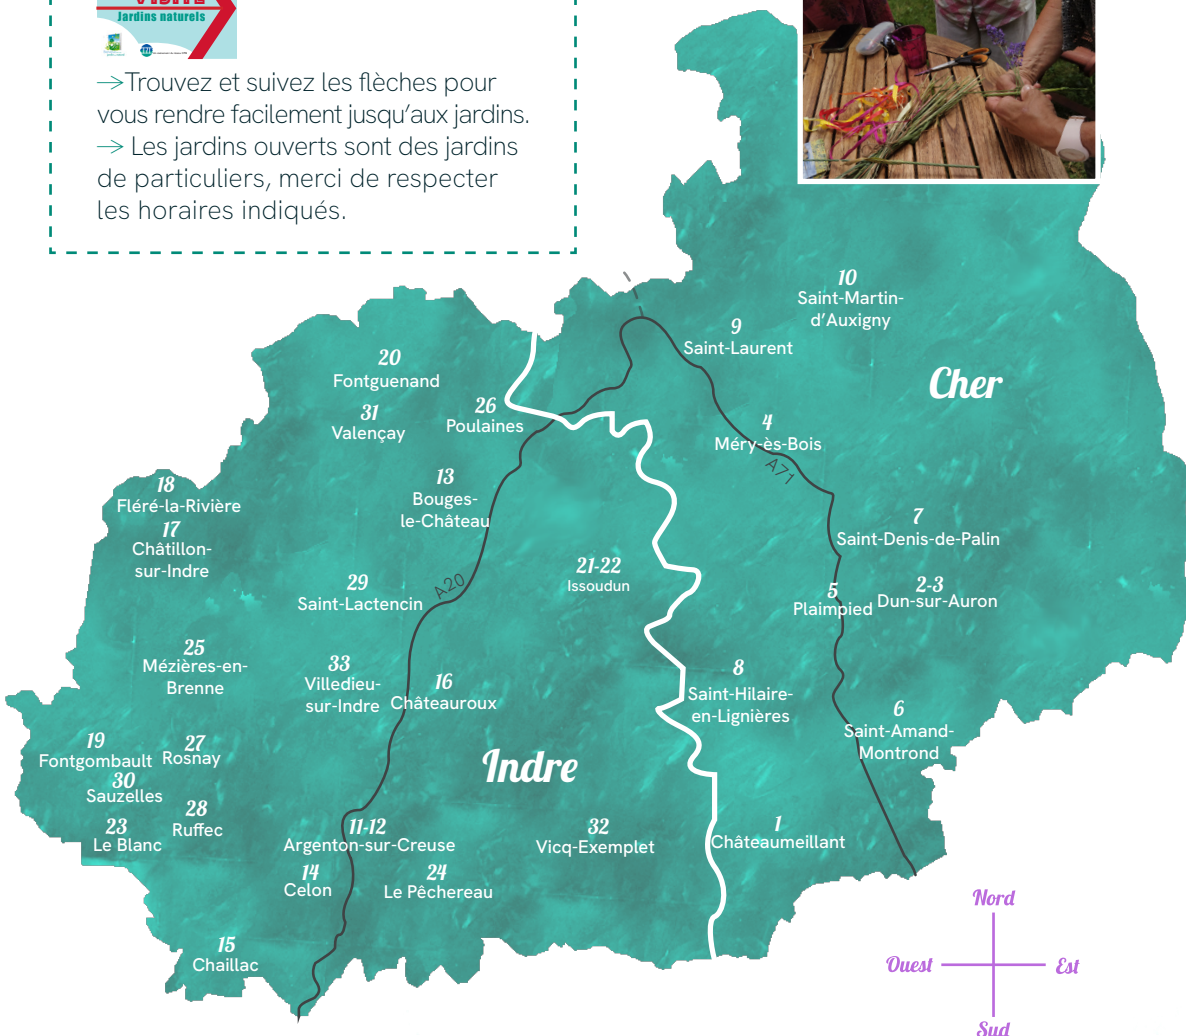 VISITE
Jardins naturels
→Trouvez et suivez les flèches pour
vous rendre facilement jusqu'aux jardins.
→ Les jardins ouverts sont des jardins
de particuliers, merci de respecter
les horaires indiqués.
10
Saint-Martin-
d'Auxigny
9
Saint-Laurent
Cher
20
Fontguenand
31
Valençay
26
Poulaines
4
Méry-ès-Bois
A71
13
Bouges-
le-Château
18
Fléré-la-Rivière
17
Châtillon-
sur-Indre
7
Saint-Denis-de-Palin
21-22
Issoudun
29
Saint-Lactencin
A20
5
Plaimpied
2-3
Dun-sur-Auron
25
Mézières-en-
Brenne
33
Villedieu-
sur-Indre
16
Châteauroux
8
Saint-Hilaire-
en-Lignières
6
Saint-Amand-
Montrond
19
Fontgombault
27
Rosnay
Indre
30
Sauzelles
28
Ruffec
23
Le Blanc
11-12
Argenton-sur-Creuse
32
Vicq-Exemplet
1
Châteaumeillant
14
Celon
24
Le Pêchereau
15
Chaillac
Nord
Ouest
Est
Sud